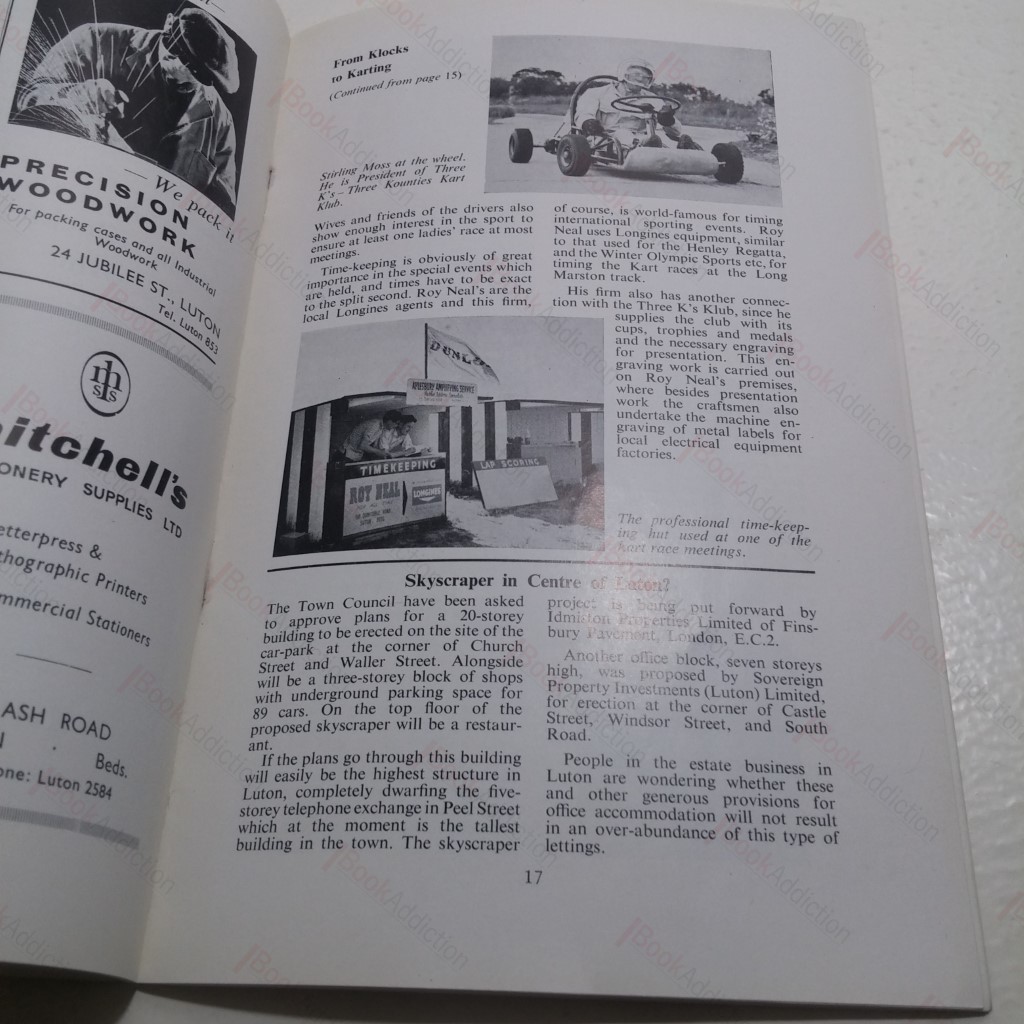 — We pack it
PRECISION
WOODWORK
For packing cases and all Industrial
Woodwork
24 JUBILEE ST., LUTON
Tel. Luton 853
itchell's
ONERY SUPPLIES LTD
etterpress &
thographic Printers
mmercial Stationers
ASH ROAD
Beds.
one: Luton 2584
From Klocks
to Karting
(Continued from page 15)
Stirling Moss at the wheel.
He is President of Three
K's–Three Kounties Kart
Klub.
Wives and friends of the drivers also
show enough interest in the sport to
ensure at least one ladies' race at most
meetings.
Time-keeping is obviously of great
importance in the special events which
are held, and times have to be exact
to the split second. Roy Neal's are the
local Longines agents and this firm,
of course, is world-famous for timing
international sporting events. Roy
Neal uses Longines equipment, similar
to that used for the Henley Regatta,
and the Winter Olympic Sports etc, for
timing the Kart races at the Long
Marston track.
His firm also has another connec-
tion with the Three K's Klub, since he
supplies the club with its
cups, trophies and medals
and the necessary engraving
for presentation. This en-
graving work is carried out
on Roy Neal's premises,
where besides presentation
work the craftsmen also
undertake the machine en-
graving of metal labels for
local electrical equipment
factories.
DUNLOP
AYLESBURY AMPLIFYING SERVICE
TIMEKEEPING
ROY NEAL
LONGINES
LAP SCORING
The professional time-keep-
ing hut used at one of the
kart race meetings.
Skyscraper in Centre of Luton?
The Town Council have been asked
to approve plans for a 20-storey
building to be erected on the site of the
car-park at the corner of Church
Street and Waller Street. Alongside
will be a three-storey block of shops
with underground parking space for
89 cars. On the top floor of the
proposed skyscraper will be a restaur-
ant.
If the plans go through this building
will easily be the highest structure in
Luton, completely dwarfing the five-
storey telephone exchange in Peel Street
which at the moment is the tallest
building in the town. The skyscraper
project is being put forward by
Idmiston Properties Limited of Fins-
bury Pavement, London, E.C.2.
Another office block, seven storeys
high, was proposed by Sovereign
Property Investments (Luton) Limited,
for erection at the corner of Castle
Street, Windsor Street, and South
Road.
People in the estate business in
Luton are wondering whether these
and other generous provisions for
office accommodation will not result
in an over-abundance of this type of
lettings.
17
BookAddiction